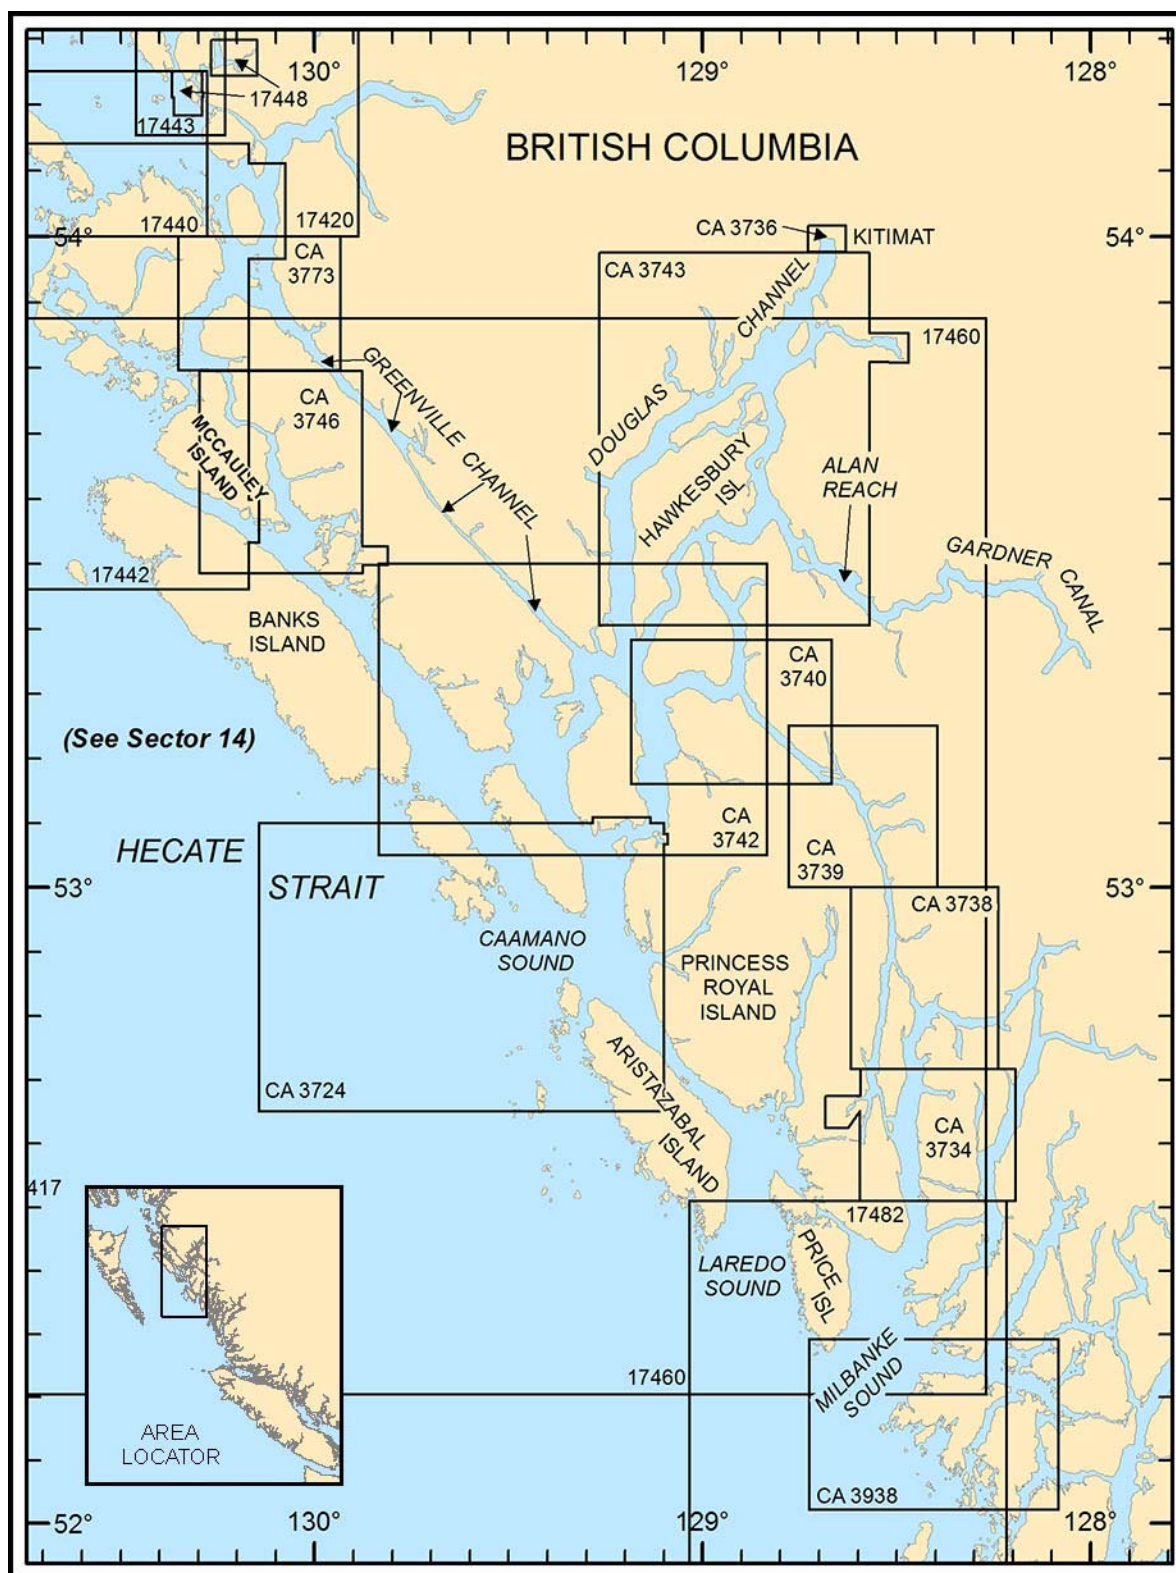 130°
129°
128°
17448
17443
BRITISH COLUMBIA
17440
17420
54°
CA
3773
CA 3736
KITIMAT
54°
CA 3743
CHANNEL
17460
GREENVILLE CHANNEL
CA
3746
DOUGLAS
MCCAULEY
ISLAND
HAWKESBURY
ISL
ALAN
REACH
GARDNER CANAL
17442
BANKS
ISLAND
CA
3740
(See Sector 14)
CA
3742
HECATE
STRAIT
CA
3739
53°
53°
CA 3738
CAAMANO
SOUND
PRINCESS
ROYAL
ISLAND
ARISTAZABAL
ISLAND
CA 3724
CA
3734
417
17482
LAREDO
SOUND
PRICE ISL
17460
MILBANKE
SOUND
AREA
LOCATOR
CA 3938
52°
130°
129°
128°